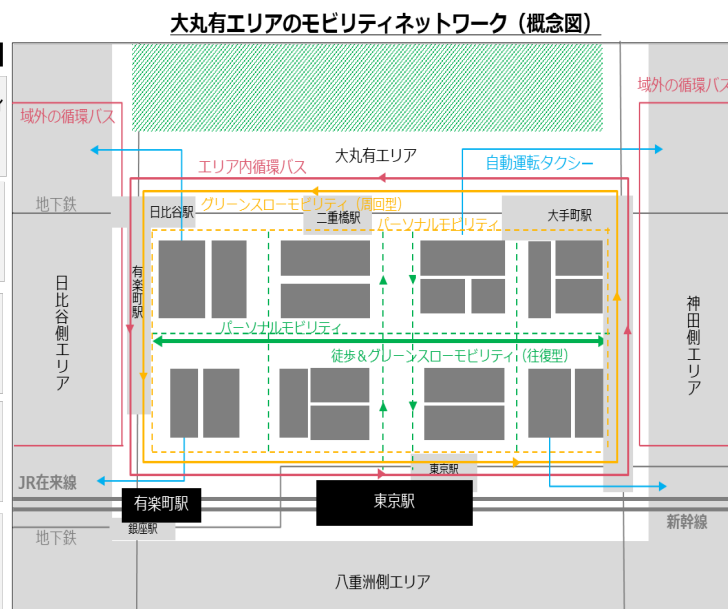 大丸有エリアのモビリティネットワーク（概念図）
域外の循環バス
域外の循環バス
エリア内循環バス
大丸有エリア
自動運転タクシー
地下鉄
日比谷駅
グリーンスローモビリティ（周回型）
二重橋駅
パーソナルモビリティ
大手町駅
有楽町駅
日比谷側エリア
神田側エリア
パーソナルモビリティ
徒歩＆グリーンスローモビリティ（往復型）
JR在来線
東京駅
有楽町駅
東京駅
新幹線
銀座駅
地下鉄
八重洲側エリア